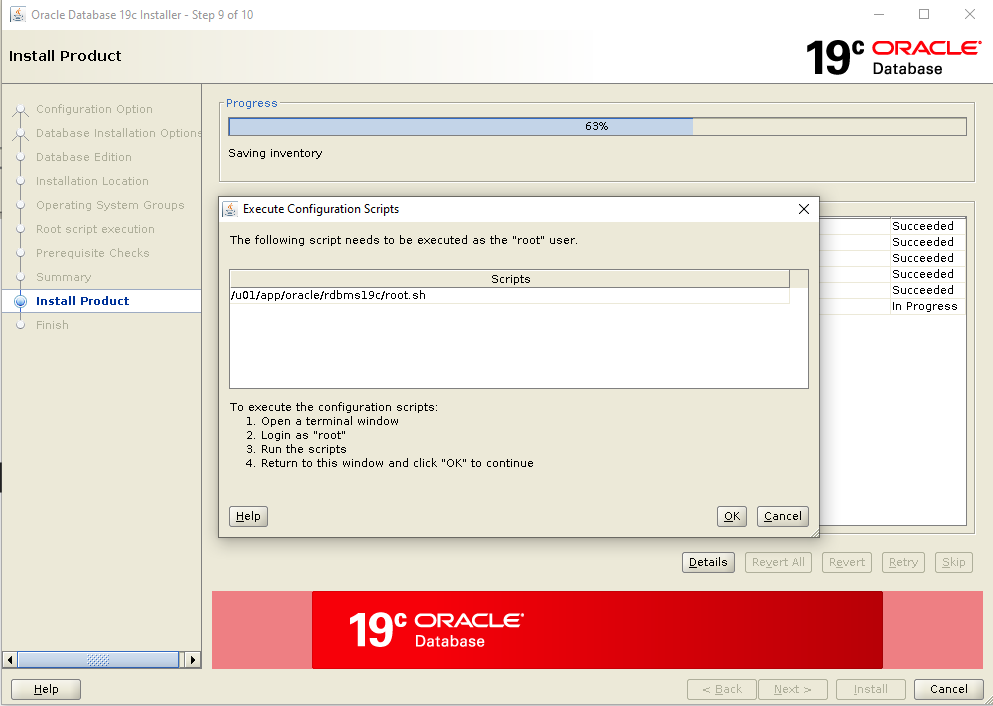 Oracle Database 19c Installer - Step 9 of 10
Install Product
19c ORACLE
Database
Configuration Option
Database Installation Options
Database Edition
Installation Location
Operating System Groups
Root script execution
Prerequisite Checks
Summary
Install Product
Finish
Progress
63%
Saving inventory
Succeeded
Succeeded
Succeeded
Succeeded
Succeeded
In Progress
Execute Configuration Scripts
The following script needs to be executed as the "root" user.
Scripts
/u01/app/oracle/rdbms19c/root.sh
To execute the configuration scripts:
1. Open a terminal window
2. Login as "root"
3. Run the scripts
4. Return to this window and click "OK" to continue
Help OK Cancel
Details Revert All Revert Retry Skip
19c ORACLE
Database
Help < Back Next > Install Cancel